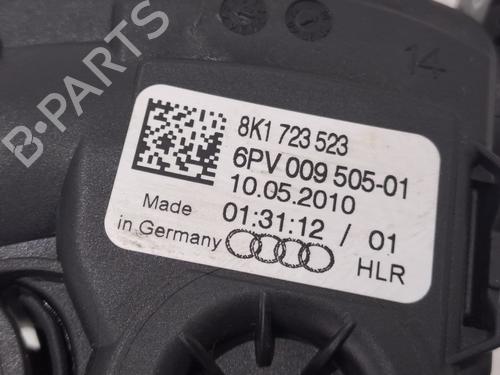 B-PARTS
14
8K1 723 523
6PV 009 505-01
10.05.2010
Made
in Germany
01:31:12 / 01
HLR